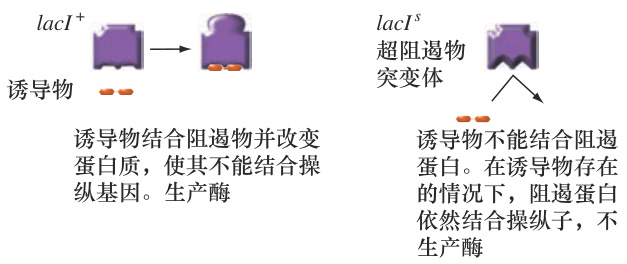 lacI⁺
诱导物
诱导物结合阻遏物并改变
蛋白质，使其不能结合操
纵基因。生产酶
lacIˢ
超阻遏物
突变体
诱导物不能结合阻遏
蛋白。在诱导物存在
的情况下，阻遏蛋白
依然结合操纵子，不
生产酶